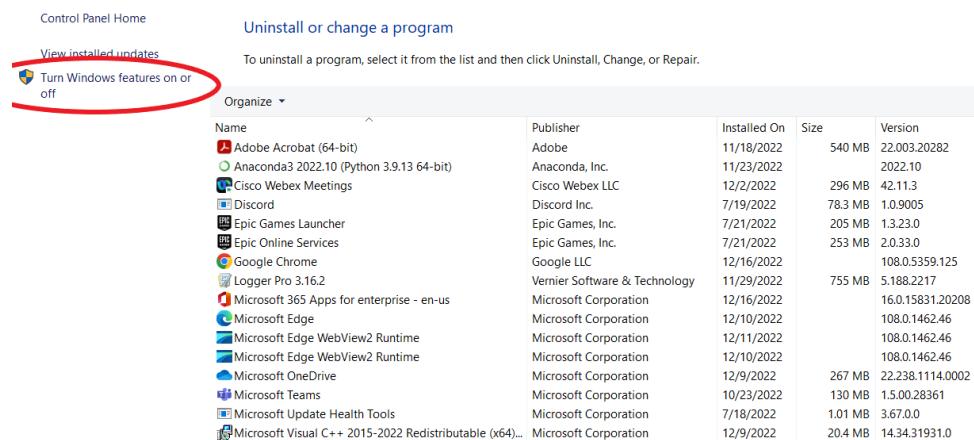 Control Panel Home
View installed updates
Turn Windows features on or
off
Uninstall or change a program
To uninstall a program, select it from the list and then click Uninstall, Change, or Repair.
Organize
Name Publisher Installed On Size Version
Adobe Acrobat (64-bit) Adobe 11/18/2022 540 MB 22.003.20282
Anaconda3 2022.10 (Python 3.9.13 64-bit) Anaconda, Inc. 11/23/2022 2022.10
Cisco Webex Meetings Cisco Webex LLC 12/2/2022 296 MB 42.11.3
Discord Discord Inc. 7/19/2022 78.3 MB 1.0.9005
EPIC Epic Games Launcher Epic Games, Inc. 7/21/2022 205 MB 1.3.23.0
EPIC Epic Online Services Epic Games, Inc. 7/21/2022 253 MB 2.0.33.0
Google Chrome Google LLC 12/16/2022 108.0.5359.125
Logger Pro 3.16.2 Vernier Software & Technology 11/29/2022 755 MB 5.188.2217
Microsoft 365 Apps for enterprise - en-us Microsoft Corporation 12/16/2022 16.0.15831.20208
Microsoft Edge Microsoft Corporation 12/10/2022 108.0.1462.46
Microsoft Edge WebView2 Runtime Microsoft Corporation 12/11/2022 108.0.1462.46
Microsoft Edge WebView2 Runtime Microsoft Corporation 12/10/2022 108.0.1462.46
Microsoft OneDrive Microsoft Corporation 12/9/2022 267 MB 22.238.1114.0002
Microsoft Teams Microsoft Corporation 10/23/2022 130 MB 1.5.00.28361
Microsoft Update Health Tools Microsoft Corporation 7/18/2022 1.01 MB 3.67.0.0
Microsoft Visual C++ 2015-2022 Redistributable (x64)... Microsoft Corporation 12/9/2022 20.4 MB 14.34.31931.0